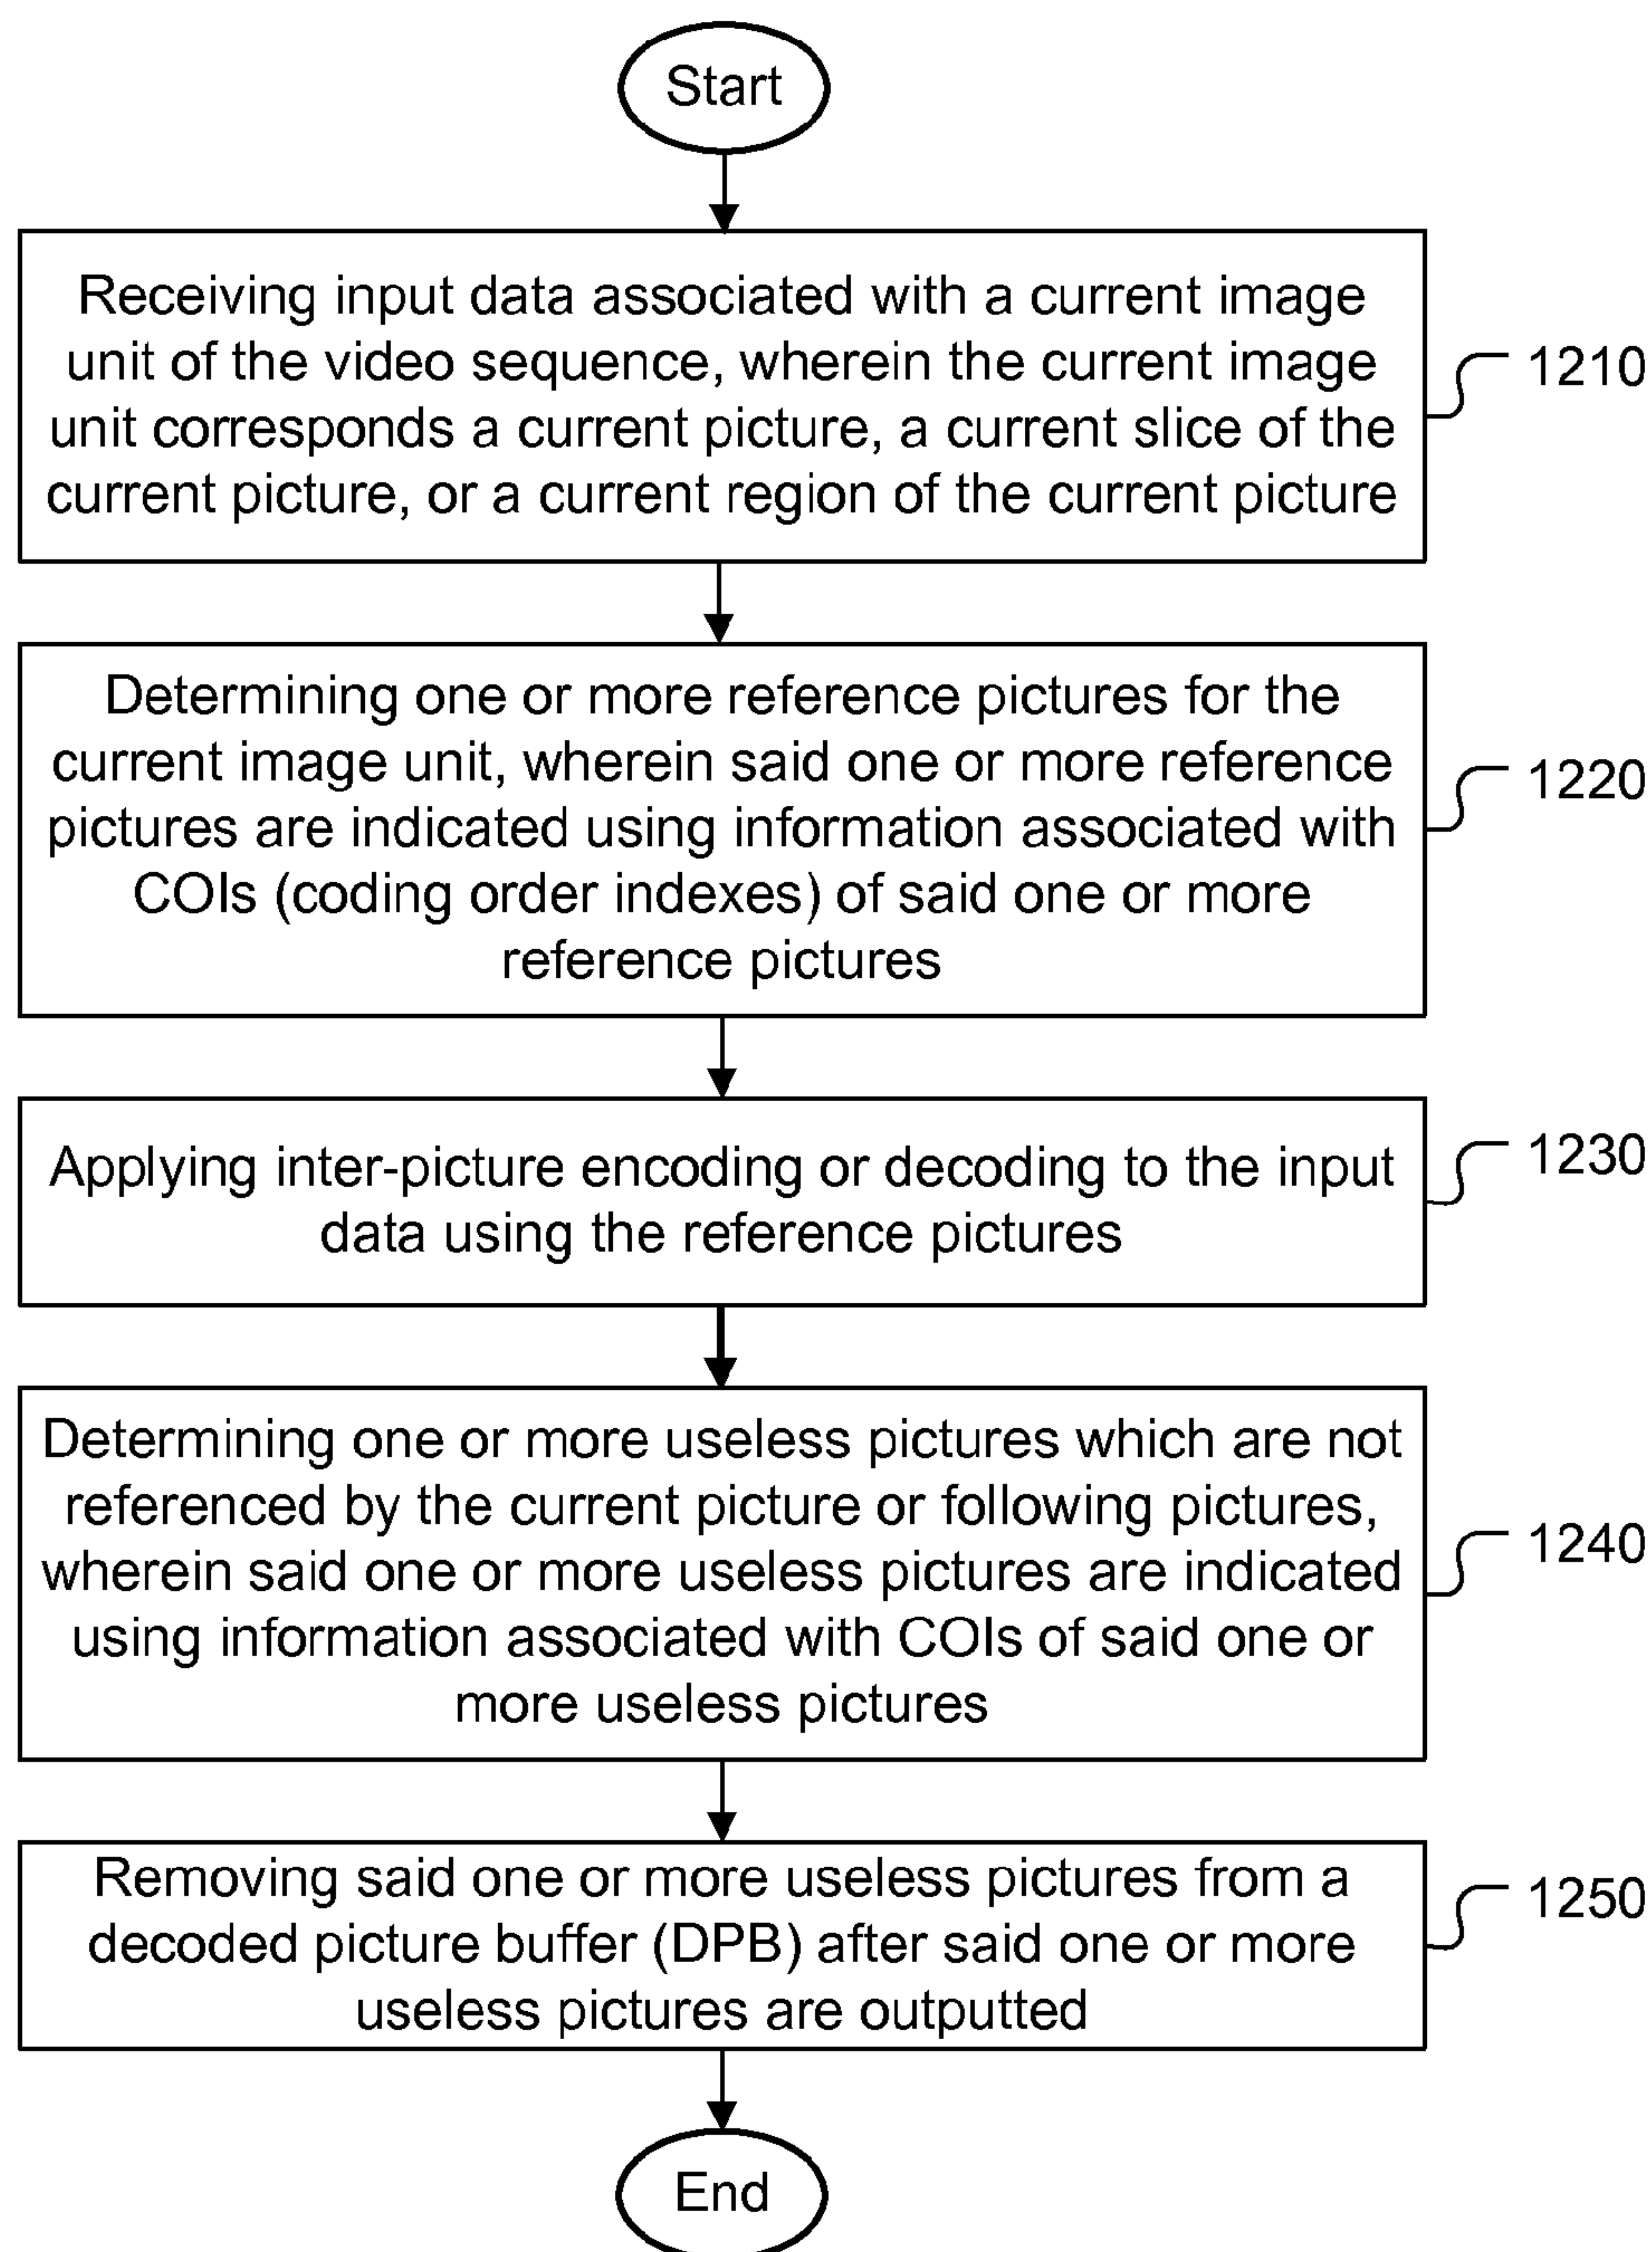 Start
Receiving input data associated with a current image
unit of the video sequence, wherein the current image
unit corresponds a current picture, a current slice of the
current picture, or a current region of the current picture
1210
Determining one or more reference pictures for the
current image unit, wherein said one or more reference
pictures are indicated using information associated with
COIs (coding order indexes) of said one or more
reference pictures
1220
Applying inter-picture encoding or decoding to the input
data using the reference pictures
1230
Determining one or more useless pictures which are not
referenced by the current picture or following pictures,
wherein said one or more useless pictures are indicated
using information associated with COIs of said one or
more useless pictures
1240
Removing said one or more useless pictures from a
decoded picture buffer (DPB) after said one or more
useless pictures are outputted
1250
End